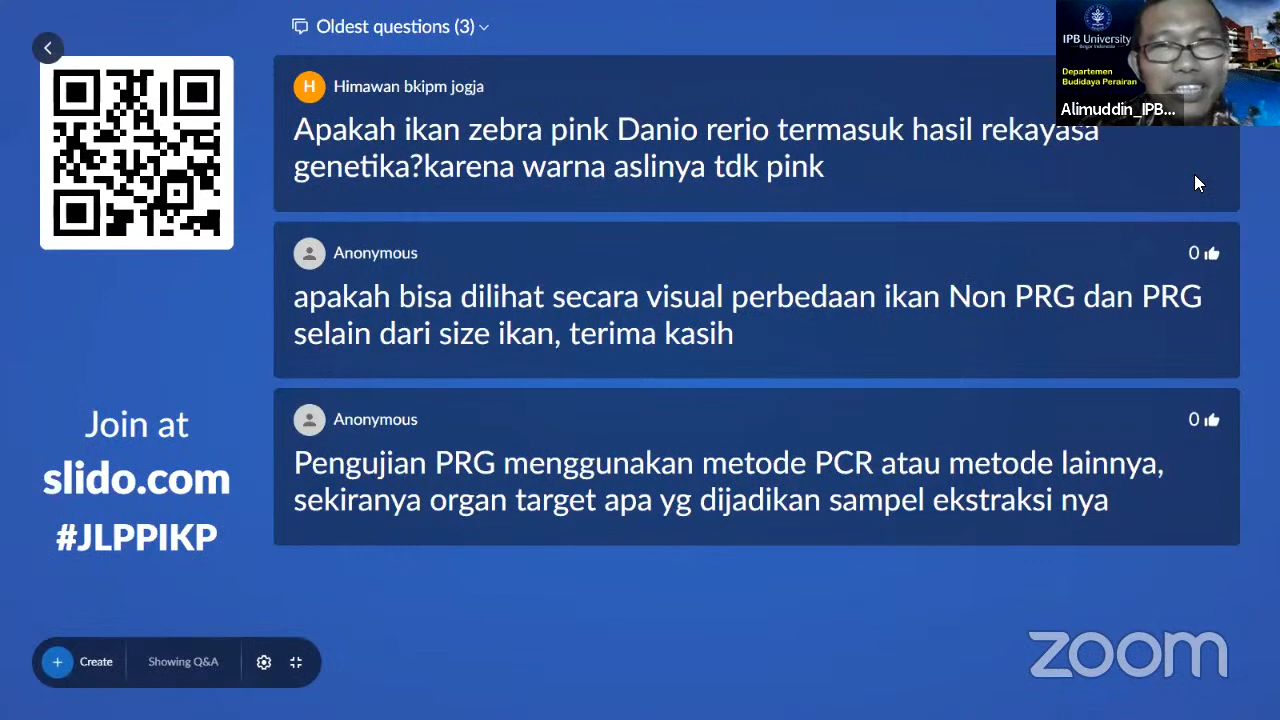 Oldest questions (3)
H
Himawan bkipm jogja
Apakah ikan zebra pink Danio rerio termasuk hasil rekayasa
genetika?karena warna aslinya tdk pink
IPB University
Bogor Indonesia
Departemen
Budidaya Perairan
Alimuddin_IPB...
Anonymous
0
apakah bisa dilihat secara visual perbedaan ikan Non PRG dan PRG
selain dari size ikan, terima kasih
Anonymous
0
Pengujian PRG menggunakan metode PCR atau metode lainnya,
sekiranya organ target apa yg dijadikan sampel ekstraksi nya
Join at
slido.com
#JLPPIKP
Create
Showing Q&A
zoom